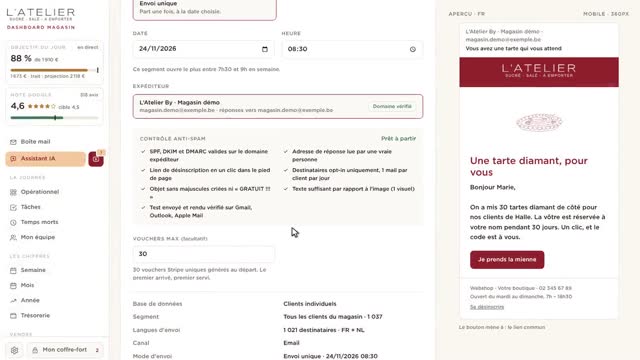 L'ATELIER
SUCRÉ · SALÉ · A EMPORTER
DASHBOARD MAGASIN
OBJECTIF DU JOUR
en direct
88 % de 1 910 €
1 675 € · trait : projection 2 118 €
NOTE GOOGLE
4,6 ★★★★☆ cible 4,5
Boîte mail
Assistant IA
LA JOURNÉE
Opérationnel
Tâches
Temps morts
Mon équipe
LES CHIFFRES
Semaine
Mois
Année
Trésorerie
VENDRE
Mon coffre-fort 2
Envoi unique
Part une fois, à la date choisie.
DATE
24/11/2026
HEURE
08:30
Ce segment ouvre le plus entre 7h30 et 9h en semaine.
EXPÉDITEUR
L'Atelier By · Magasin démo
magasin.demo@exemple.be · réponses vers magasin.demo@exemple.be
Domaine vérifié
CONTRÔLE ANTI-SPAM
Prêt à partir
SPF, DKIM et DMARC valides sur le domaine
expéditeur
Lien de désinscription en un clic dans le pied
de page
Objet sans majuscules criées ni « GRATUIT !!!
»
Test envoyé et rendu vérifié sur Gmail,
Outlook, Apple Mail
Adresse de réponse lue par une vraie
personne
Destinataires opt-in uniquement, 1 mail par
client par jour
Texte suffisant par rapport à l'image (1 visuel)
VOUCHERS MAX (facultatif)
30
30 vouchers Stripe uniques générés au départ. Le
premier arrivé, premier servi.
Base de données
Clients individuels
Segment
Tous les clients du magasin · 1 037
Langues d'envoi
1 021 destinataires · FR + NL
Canal
Email
Mode d'envoi
Envoi unique · 24/11/2026 08:30
APERÇU · FR
MOBILE · 360PX
L'Atelier By · Magasin démo ·
magasin.demo@exemple.be
Vous avez une tarte qui vous attend
L'ATELIER
SUCRÉ · SALÉ · A EMPORTER
Une tarte diamant, pour
vous
Bonjour Marie,
On a mis 30 tartes diamant de côté pour
nos clients de Halle. La vôtre est réservée à
votre nom pendant 30 jours. Un clic, et le
code est à vous.
Je prends la mienne
Webshop · Votre boutique · 02 345 67 89
Ouvert du mardi au dimanche, 7h – 18h30
Se désinscrire
Le bouton mène à : le lien commun